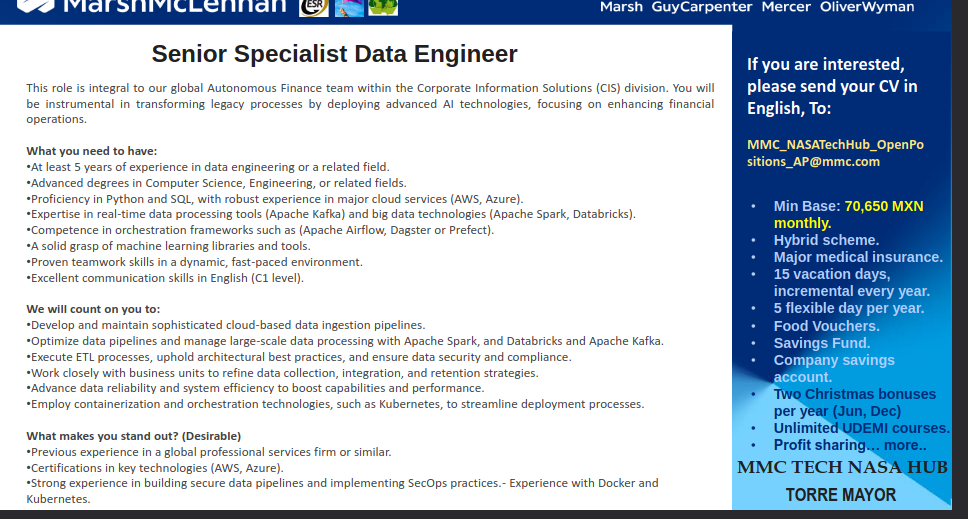 MarshMcLennan
ESR
Marsh GuyCarpenter Mercer OliverWyman
Senior Specialist Data Engineer
This role is integral to our global Autonomous Finance team within the Corporate Information Solutions (CIS) division. You will
be instrumental in transforming legacy processes by deploying advanced AI technologies, focusing on enhancing financial
operations.
What you need to have:
•At least 5 years of experience in data engineering or a related field.
•Advanced degrees in Computer Science, Engineering, or related fields.
•Proficiency in Python and SQL, with robust experience in major cloud services (AWS, Azure).
•Expertise in real-time data processing tools (Apache Kafka) and big data technologies (Apache Spark, Databricks).
•Competence in orchestration frameworks such as (Apache Airflow, Dagster or Prefect).
•A solid grasp of machine learning libraries and tools.
•Proven teamwork skills in a dynamic, fast-paced environment.
•Excellent communication skills in English (C1 level).
We will count on you to:
•Develop and maintain sophisticated cloud-based data ingestion pipelines.
•Optimize data pipelines and manage large-scale data processing with Apache Spark, and Databricks and Apache Kafka.
•Execute ETL processes, uphold architectural best practices, and ensure data security and compliance.
•Work closely with business units to refine data collection, integration, and retention strategies.
•Advance data reliability and system efficiency to boost capabilities and performance.
•Employ containerization and orchestration technologies, such as Kubernetes, to streamline deployment processes.
What makes you stand out? (Desirable)
•Previous experience in a global professional services firm or similar.
•Certifications in key technologies (AWS, Azure).
•Strong experience in building secure data pipelines and implementing SecOps practices.- Experience with Docker and
Kubernetes.
If you are interested,
please send your CV in
English, To:
MMC_NASATechHub_OpenPo
sitions_AP@mmc.com
• Min Base: 70,650 MXN
monthly.
• Hybrid scheme.
• Major medical insurance.
• 15 vacation days,
incremental every year.
• 5 flexible day per year.
• Food Vouchers.
• Savings Fund.
• Company savings
account.
• Two Christmas bonuses
per year (Jun, Dec)
• Unlimited UDEMI courses.
• Profit sharing… more..
MMC TECH NASA HUB
TORRE MAYOR